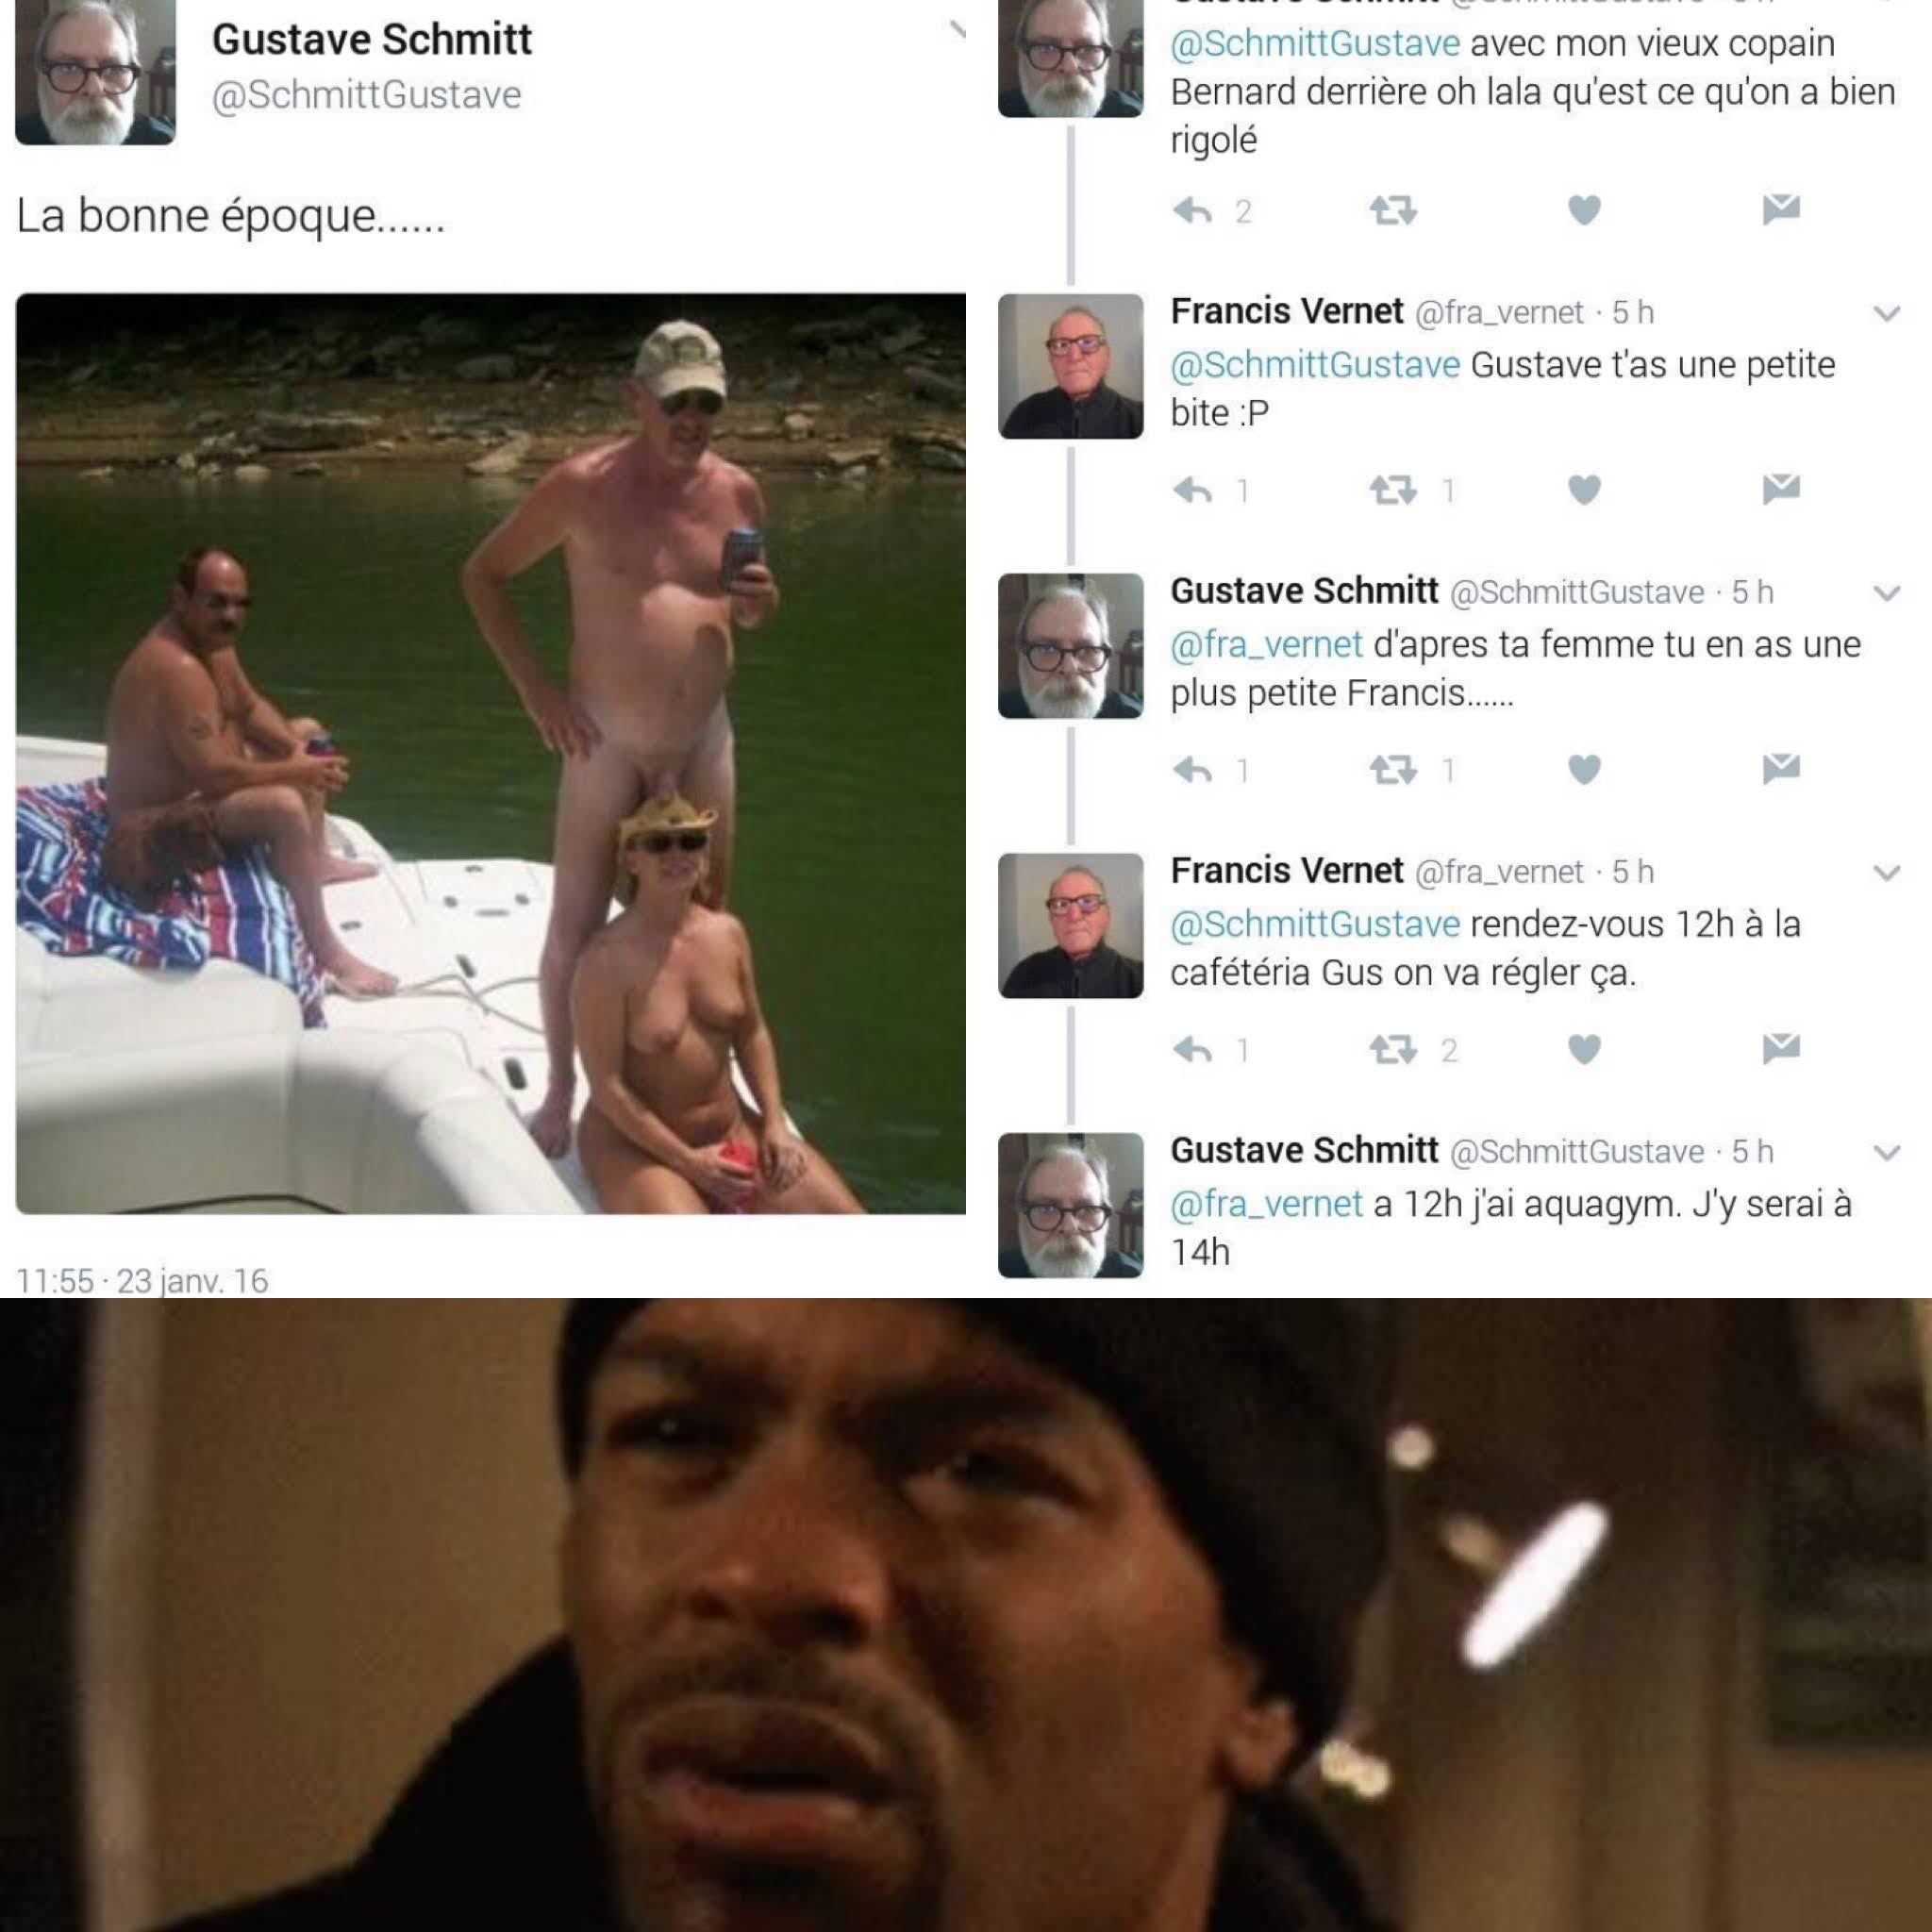 Gustave Schmitt
@SchmittGustave
La bonne époque......
11:55 · 23 janv. 16
@SchmittGustave avec mon vieux copain
Bernard derrière oh lala qu'est ce qu'on a bien
rigolé
2
Francis Vernet @fra_vernet · 5 h
@SchmittGustave Gustave t'as une petite
bite :P
1 1
Gustave Schmitt @SchmittGustave · 5 h
@fra_vernet d'apres ta femme tu en as une
plus petite Francis......
1 1
Francis Vernet @fra_vernet · 5 h
@SchmittGustave rendez-vous 12h à la
cafétéria Gus on va régler ça.
1 2
Gustave Schmitt @SchmittGustave · 5 h
@fra_vernet a 12h j'ai aquagym. J'y serai à
14h